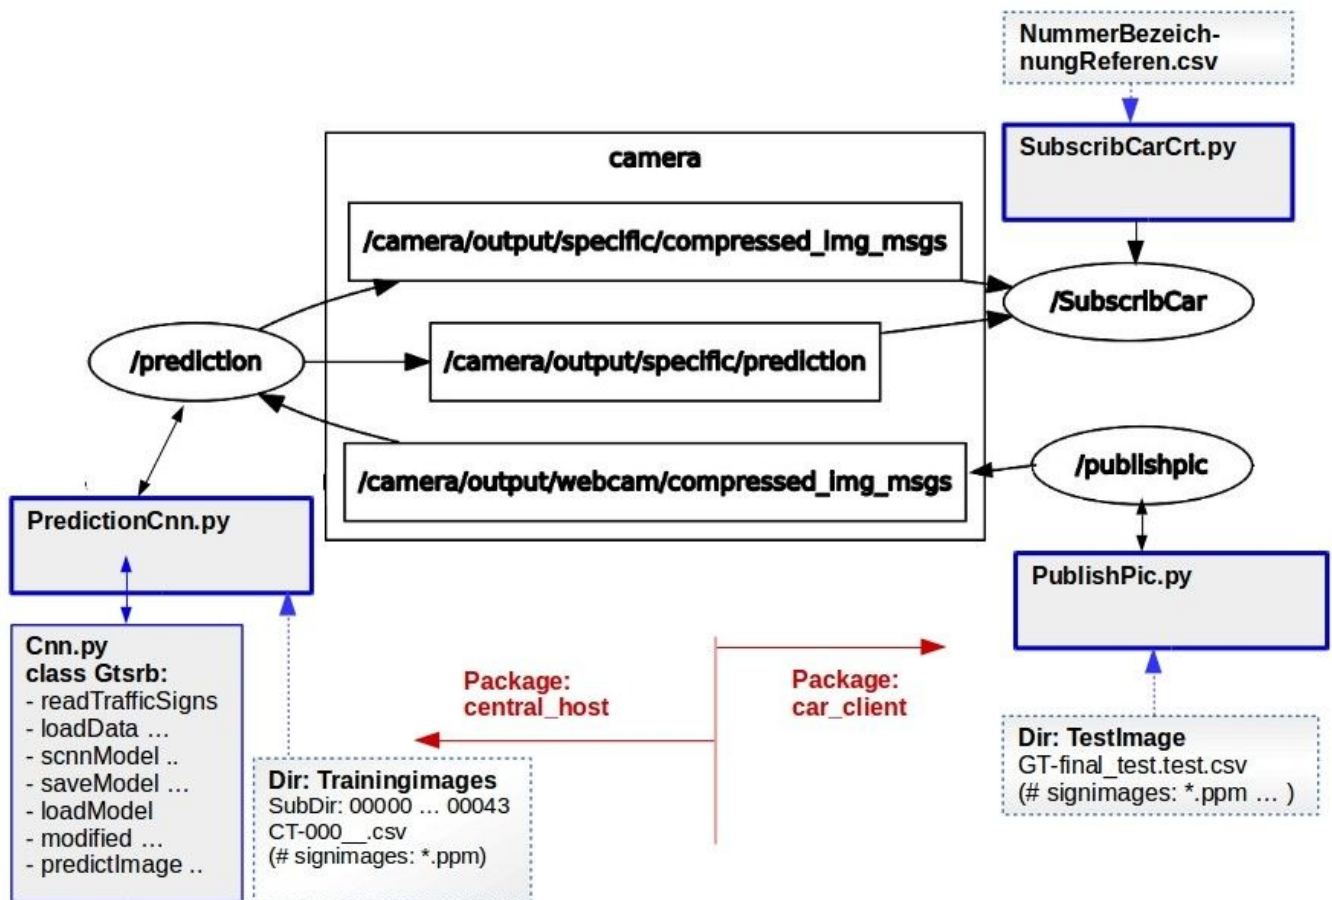 NummerBezeich-
nungReferen.csv
SubscribCarCrt.py
camera
/camera/output/specific/compressed_img_msgs
/SubscribCar
/prediction
/camera/output/specific/prediction
/publishpic
/camera/output/webcam/compressed_img_msgs
PredictionCnn.py
PublishPic.py
Cnn.py
class Gtsrb:
- readTrafficSigns
- loadData ...
- scnnModel ..
- saveModel ...
- loadModel
- modified ...
- predictImage ..
Package:
central_host
Package:
car_client
Dir: Trainingimages
SubDir: 00000 ... 00043
CT-000__.csv
(# signimages: *.ppm)
Dir: TestImage
GT-final_test.test.csv
(# signimages: *.ppm ... )